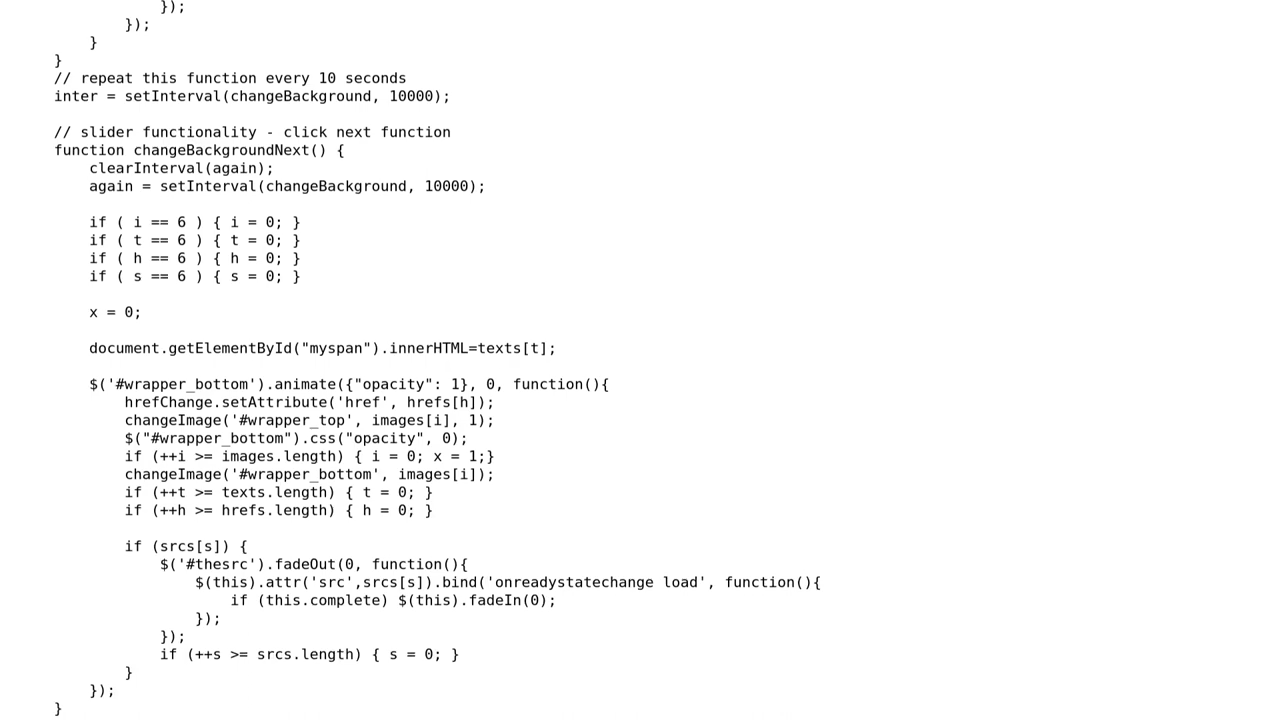 });
        });
    }
}
// repeat this function every 10 seconds
inter = setInterval(changeBackground, 10000);

// slider functionality - click next function
function changeBackgroundNext() {
    clearInterval(again);
    again = setInterval(changeBackground, 10000);

    if ( i == 6 ) { i = 0; }
    if ( t == 6 ) { t = 0; }
    if ( h == 6 ) { h = 0; }
    if ( s == 6 ) { s = 0; }

    x = 0;

    document.getElementById("myspan").innerHTML=texts[t];

    $('#wrapper_bottom').animate({"opacity": 1}, 0, function(){
        hrefChange.setAttribute('href', hrefs[h]);
        changeImage('#wrapper_top', images[i], 1);
        $("#wrapper_bottom").css("opacity", 0);
        if (++i >= images.length) { i = 0; x = 1;}
        changeImage('#wrapper_bottom', images[i]);
        if (++t >= texts.length) { t = 0; }
        if (++h >= hrefs.length) { h = 0; }

        if (srcs[s]) {
            $('#thesrc').fadeOut(0, function(){
                $(this).attr('src',srcs[s]).bind('onreadystatechange load', function(){
                    if (this.complete) $(this).fadeIn(0);
                });
            });
            if (++s >= srcs.length) { s = 0; }
        }
    });
}